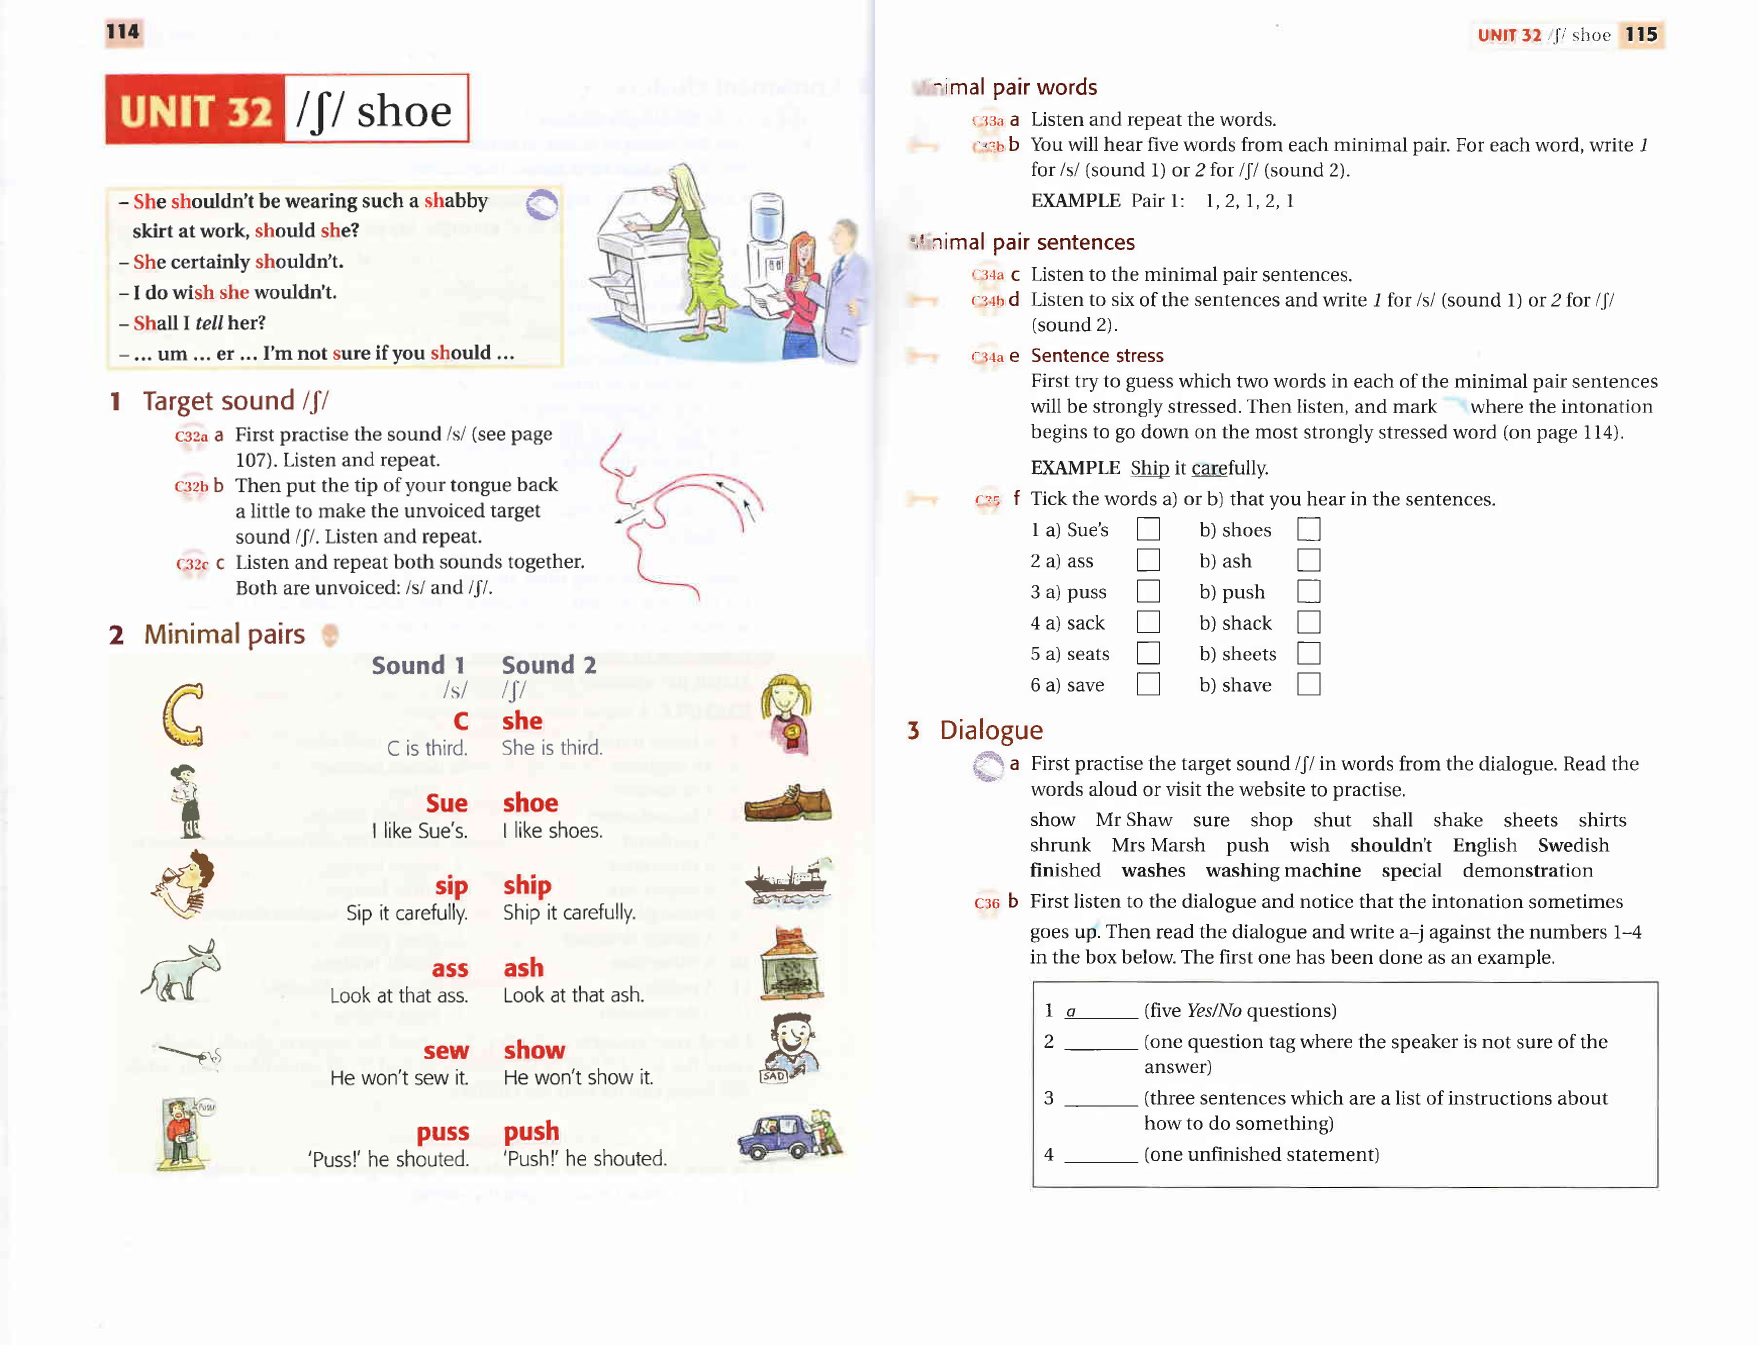 114
UNIT 32 /ʃ/ shoe
– She shouldn't be wearing such a shabby
skirt at work, should she?
– She certainly shouldn't.
– I do wish she wouldn't.
– Shall I tell her?
– ... um ... er ... I'm not sure if you should ...
1 Target sound /ʃ/
C32a a First practise the sound /s/ (see page
107). Listen and repeat.
C32b b Then put the tip of your tongue back
a little to make the unvoiced target
sound /ʃ/. Listen and repeat.
C32c c Listen and repeat both sounds together.
Both are unvoiced: /s/ and /ʃ/.
2 Minimal pairs
Sound 1 Sound 2
/s/ /ʃ/
C she
C is third. She is third.
Sue shoe
I like Sue's. I like shoes.
sip ship
Sip it carefully. Ship it carefully.
ass ash
Look at that ass. Look at that ash.
sew show
He won't sew it. He won't show it.
SAD
puss push
'Puss!' he shouted. 'Push!' he shouted.
UNIT 32 /ʃ/ shoe 115
Minimal pair words
C33a a Listen and repeat the words.
C33b b You will hear five words from each minimal pair. For each word, write 1
for /s/ (sound 1) or 2 for /ʃ/ (sound 2).
EXAMPLE Pair 1: 1, 2, 1, 2, 1
Minimal pair sentences
C34a c Listen to the minimal pair sentences.
C34b d Listen to six of the sentences and write 1 for /s/ (sound 1) or 2 for /ʃ/
(sound 2).
C34a e Sentence stress
First try to guess which two words in each of the minimal pair sentences
will be strongly stressed. Then listen, and mark where the intonation
begins to go down on the most strongly stressed word (on page 114).
EXAMPLE Ship it carefully.
C35 f Tick the words a) or b) that you hear in the sentences.
1 a) Sue's b) shoes
2 a) ass b) ash
3 a) puss b) push
4 a) sack b) shack
5 a) seats b) sheets
6 a) save b) shave
3 Dialogue
a First practise the target sound /ʃ/ in words from the dialogue. Read the
words aloud or visit the website to practise.
show Mr Shaw sure shop shut shall shake sheets shirts
shrunk Mrs Marsh push wish shouldn't English Swedish
finished washes washing machine special demonstration
C36 b First listen to the dialogue and notice that the intonation sometimes
goes up. Then read the dialogue and write a–j against the numbers 1–4
in the box below. The first one has been done as an example.
1 a______ (five Yes/No questions)
2 ______ (one question tag where the speaker is not sure of the
answer)
3 ______ (three sentences which are a list of instructions about
how to do something)
4 ______ (one unfinished statement)